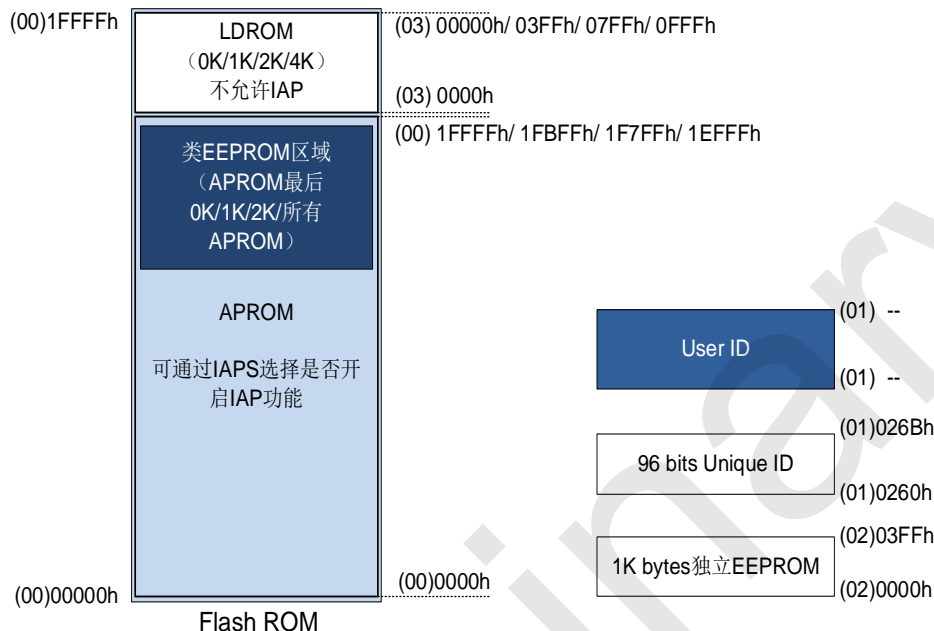 (00)1FFFFh
LDROM
（0K/1K/2K/4K）
不允许IAP
(03) 00000h/ 03FFh/ 07FFh/ 0FFFh
(03) 0000h
(00) 1FFFFh/ 1FBFFh/ 1F7FFh/ 1EFFFh
类EEPROM区域
（APROM最后
0K/1K/2K/所有
APROM）
APROM
可通过IAPS选择是否开
启IAP功能
(00)0000h
(00)00000h
Flash ROM
(01) --
User ID
(01) --
(01)026Bh
96 bits Unique ID
(01)0260h
(02)03FFh
1K bytes独立EEPROM
(02)0000h